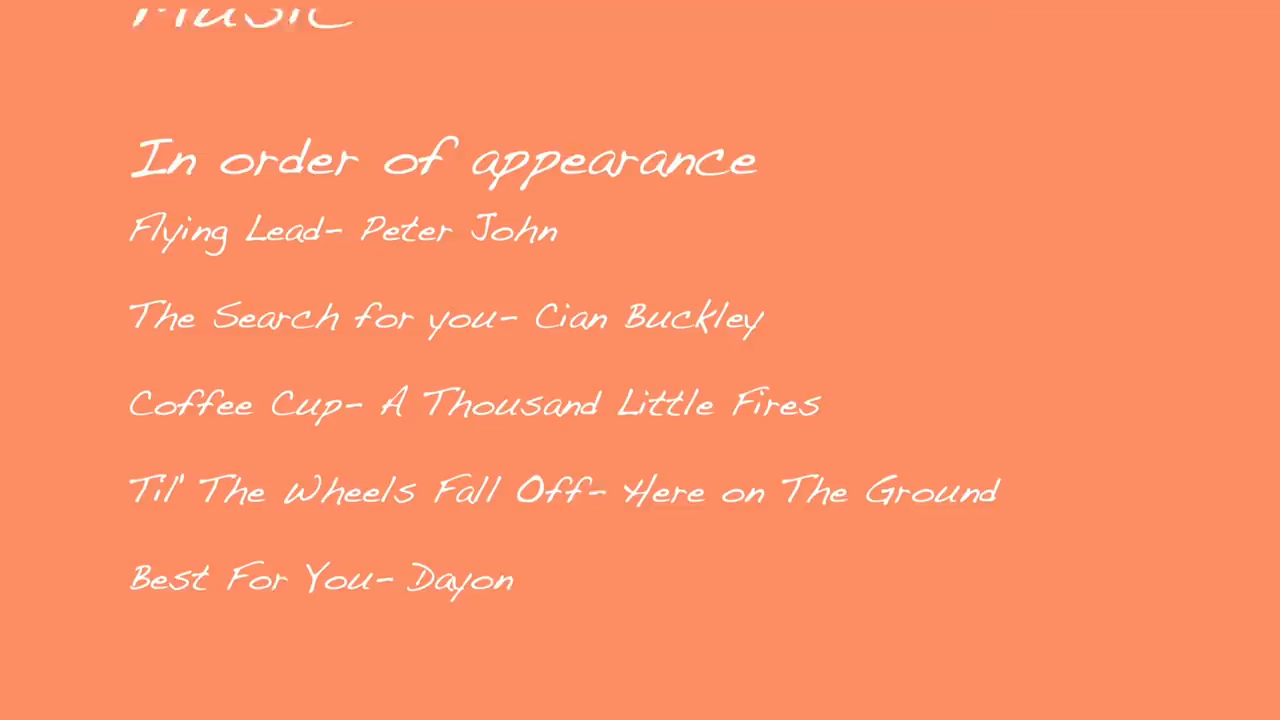 Music
In order of appearance
Flying Lead- Peter John
The Search for you- Cian Buckley
Coffee Cup- A Thousand Little Fires
Til' The Wheels Fall Off- Here on The Ground
Best For You- Dayon